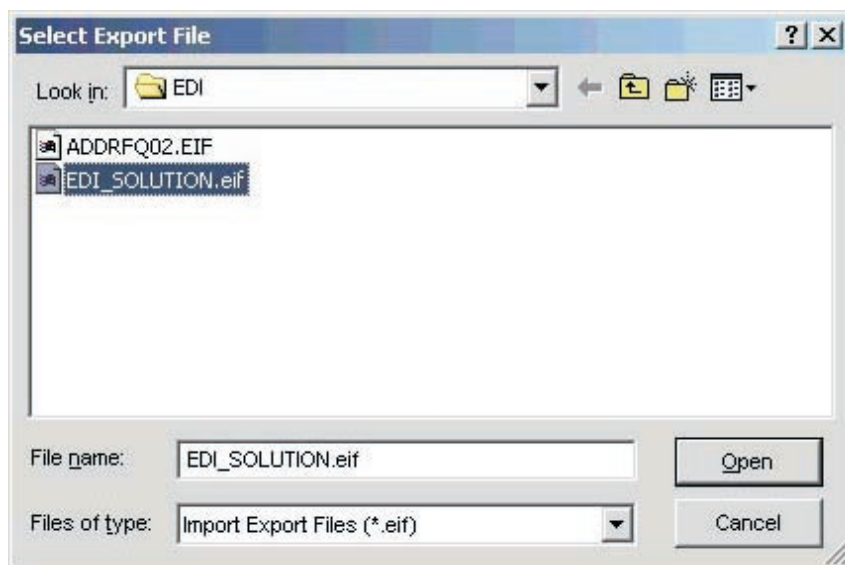 Select Export File
Look in: EDI
ADDRFQ02.EIF
EDI_SOLUTION.eif
File name: EDI_SOLUTION.eif Open
Files of type: Import Export Files (*.eif) Cancel